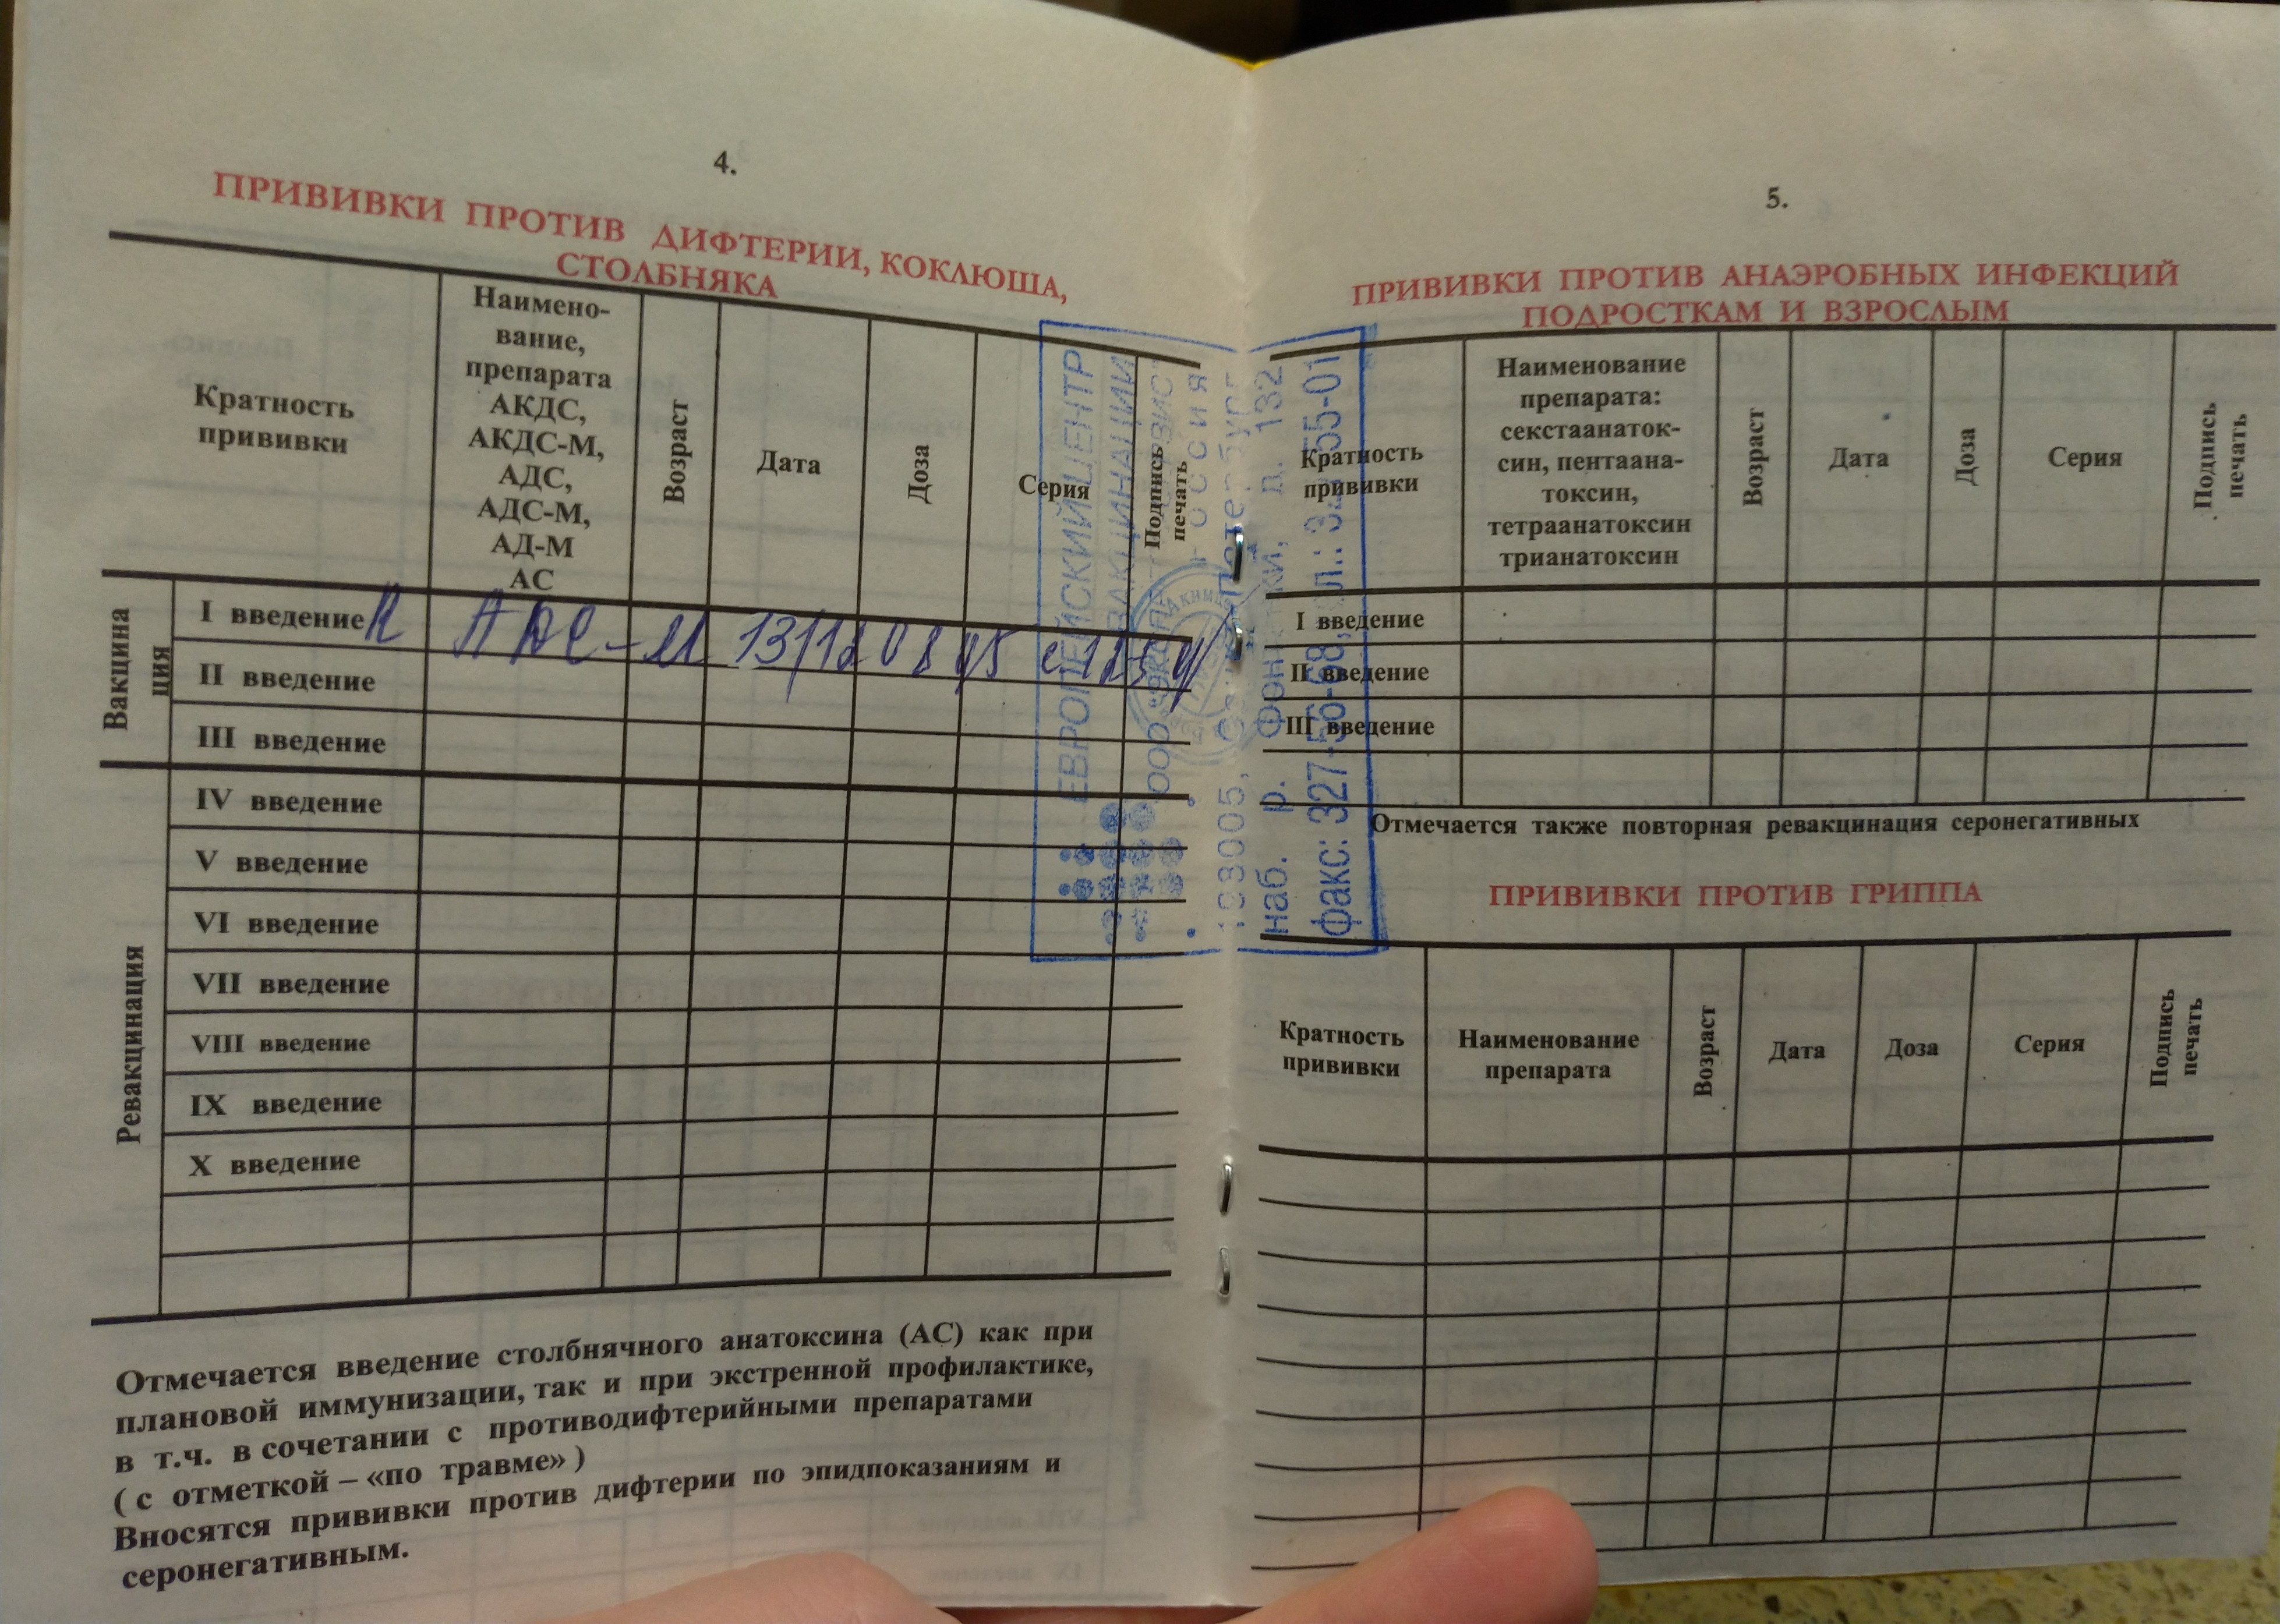 4.
ПРИВИВКИ ПРОТИВ ДИФТЕРИИ, КОКЛЮША,
СТОЛБНЯКА
Кратность
прививки
Наимено-
вание,
препарата
АКДС,
АКДС-М,
АДС,
АДС-М,
АД-М
АС
Возраст
Дата
Доза
Серия
Подпись
печать
Вакцина
ция
I введение R АДС-М 13/12 0
II введение
III введение
Ревакцинация
IV введение
V введение
VI введение
VII введение
VIII введение
IX введение
X введение
Отмечается введение столбнячного анатоксина (АС) как при
плановой иммунизации, так и при экстренной профилактике,
в т.ч. в сочетании с противодифтерийными препаратами
( с отметкой – «по травме» )
Вносятся прививки против дифтерии по эпидпоказаниям и
серонегативным.
ЕВРОПЕЙСКИЙ ЦЕНТР
ВАКЦИНАЦИИ
ООО
Россия
наб. р. Фонтанки, д. 132
факс: 327-56-68,
5.
ПРИВИВКИ ПРОТИВ АНАЭРОБНЫХ ИНФЕКЦИЙ
ПОДРОСТКАМ И ВЗРОСЛЫМ
Кратность
прививки
Наименование
препарата:
секстаанаток-
син, пентаана-
токсин,
тетраанатоксин
трианатоксин
Возраст
Дата
Доза
Серия
Подпись
печать
I введение
II введение
III введение
Отмечается также повторная ревакцинация серонегативных
ПРИВИВКИ ПРОТИВ ГРИППА
Кратность
прививки
Наименование
препарата
Возраст
Дата
Доза
Серия
Подпись
печать